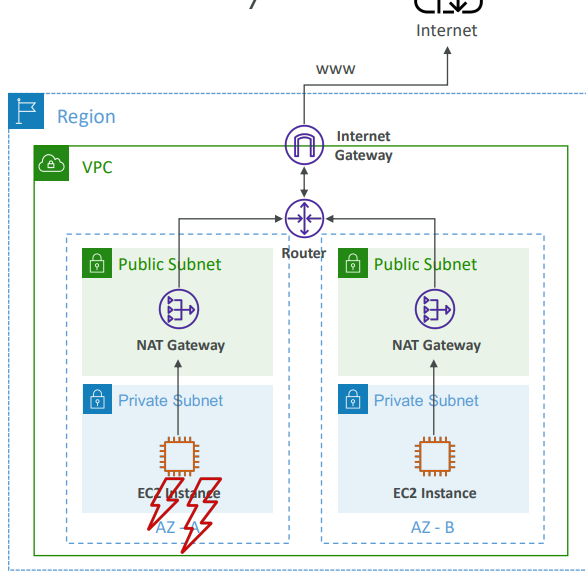 Internet
www
Region
Internet
Gateway
VPC
Router
Public Subnet
Public Subnet
NAT Gateway
NAT Gateway
Private Subnet
Private Subnet
EC2 Instance
EC2 Instance
AZ - A
AZ - B